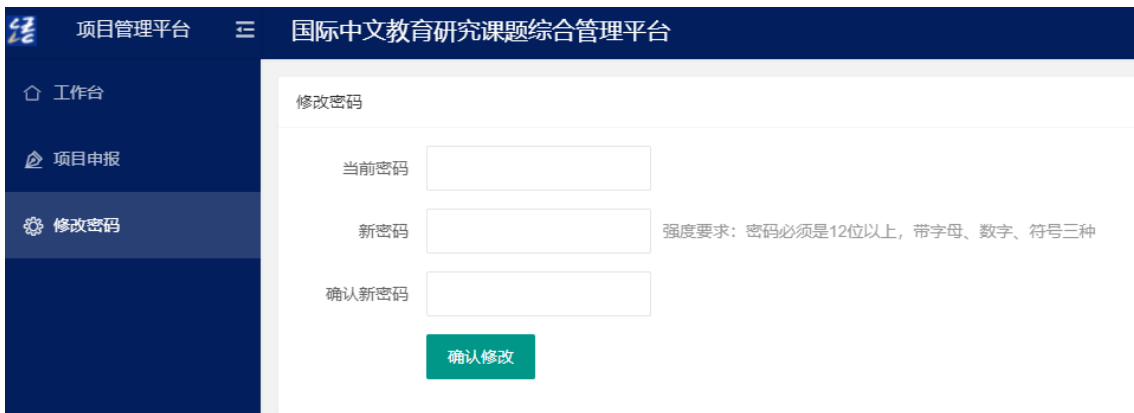 项目管理平台
国际中文教育研究课题综合管理平台
工作台
项目申报
修改密码
修改密码
当前密码
新密码
强度要求：密码必须是12位以上，带字母、数字、符号三种
确认新密码
确认修改